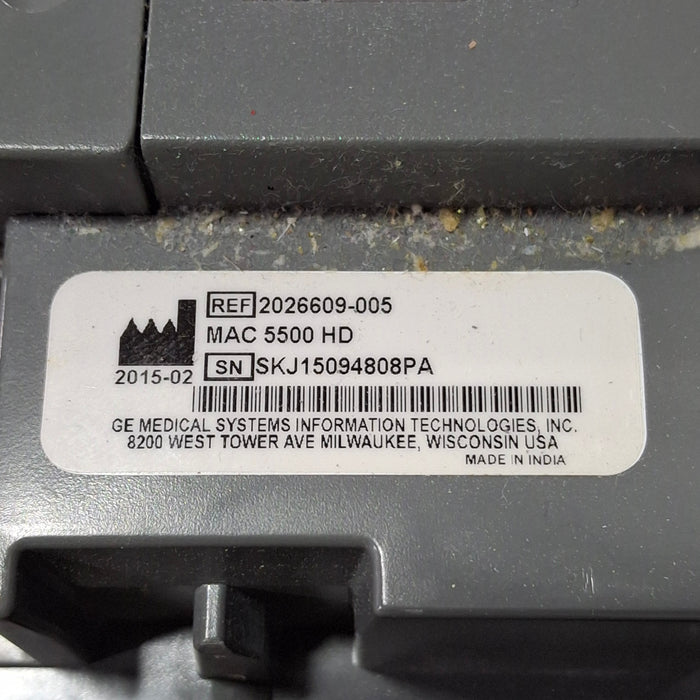 REF 2026609-005
MAC 5500 HD
2015-02
SN SKJ15094808PA
GE MEDICAL SYSTEMS INFORMATION TECHNOLOGIES, INC.
8200 WEST TOWER AVE MILWAUKEE, WISCONSIN USA
MADE IN INDIA